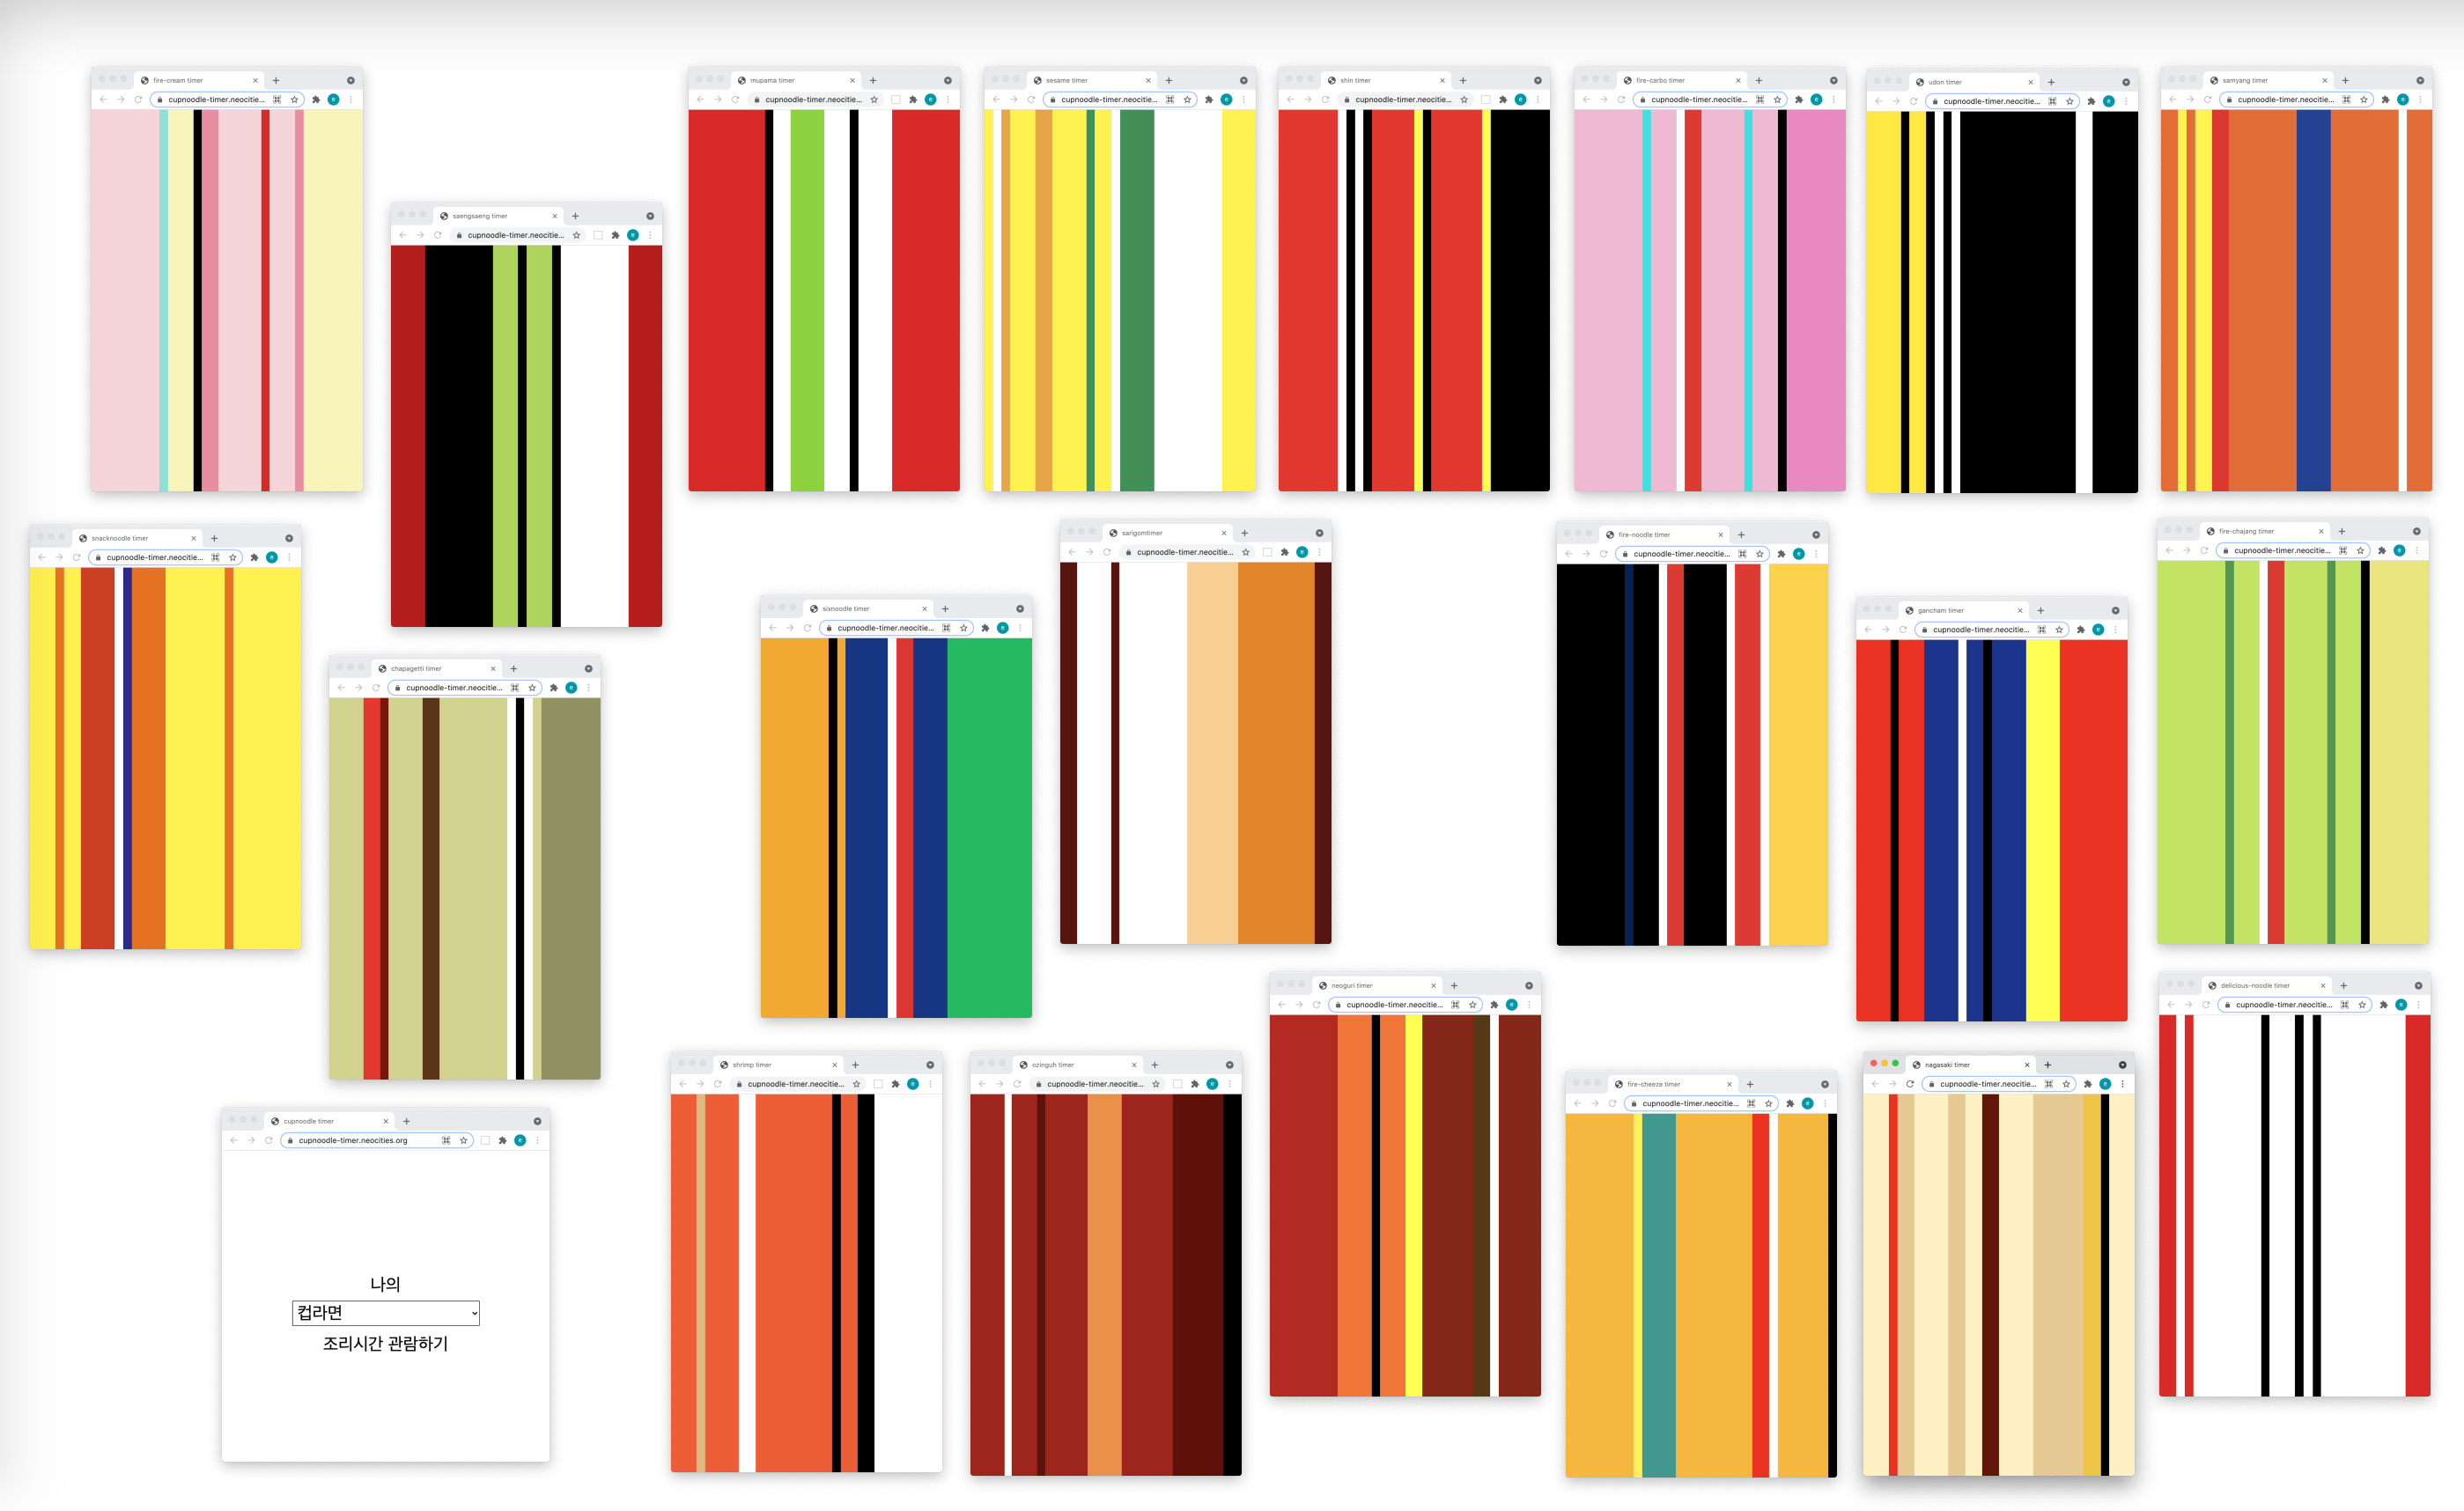 fire-cream timer
cupnoodle-timer.neocitie...
mupama timer
cupnoodle-timer.neocitie...
sesame timer
cupnoodle-timer.neocitie...
shin timer
cupnoodle-timer.neocitie...
fire-carbo timer
cupnoodle-timer.neocitie...
udon timer
cupnoodle-timer.neocitie...
samyang timer
cupnoodle-timer.neocitie...
saengsaeng timer
cupnoodle-timer.neocitie...
snacknoodle timer
cupnoodle-timer.neocitie...
sarigomtimer
cupnoodle-timer.neocitie...
fire-noodle timer
cupnoodle-timer.neocitie...
fire-chajang timer
cupnoodle-timer.neocitie...
sixnoodle timer
cupnoodle-timer.neocitie...
gancham timer
cupnoodle-timer.neocitie...
chapagetti timer
cupnoodle-timer.neocitie...
neoguri timer
cupnoodle-timer.neocitie...
delicious-noodle timer
cupnoodle-timer.neocitie...
shrimp timer
cupnoodle-timer.neocitie...
ozinguh timer
cupnoodle-timer.neocitie...
fire-cheeze timer
cupnoodle-timer.neocitie...
nagasaki timer
cupnoodle-timer.neocitie...
cupnoodle timer
cupnoodle-timer.neocities.org
나의
컵라면
조리시간 관람하기